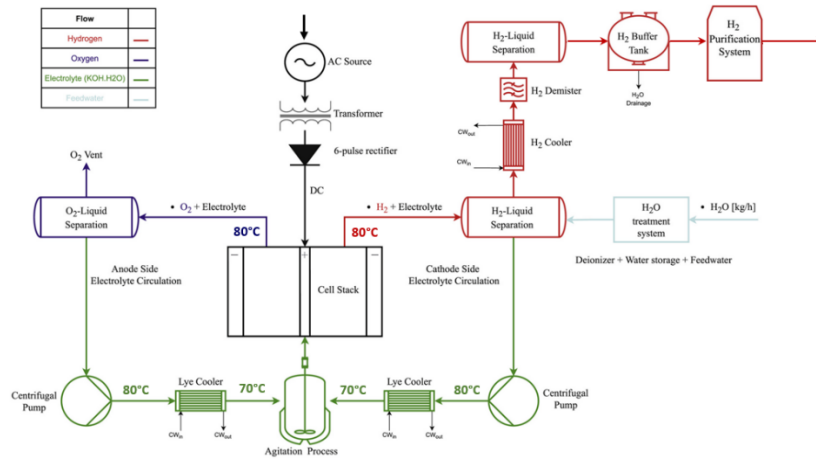 Flow
Hydrogen
Oxygen
Electrolyte (KOH.H2O)
Feedwater
AC Source
Transformer
6-pulse rectifier
DC
H₂-Liquid
Separation
H₂ Buffer
Tank
H₂
Purification
System
H₂O
Drainage
H₂ Demister
CWout
H₂ Cooler
CWin
O₂ Vent
O₂-Liquid
Separation
• O₂ + Electrolyte
80°C
• H₂ + Electrolyte
80°C
H₂-Liquid
Separation
H₂O
treatment
system
• H₂O [kg/h]
Deionizer + Water storage + Feedwater
Anode Side
Electrolyte Circulation
− + −
Cell Stack
Cathode Side
Electrolyte Circulation
Centrifugal
Pump
80°C
Lye Cooler
70°C
CWin
CWout
Agitation Process
70°C
Lye Cooler
80°C
CWin
CWout
Centrifugal
Pump